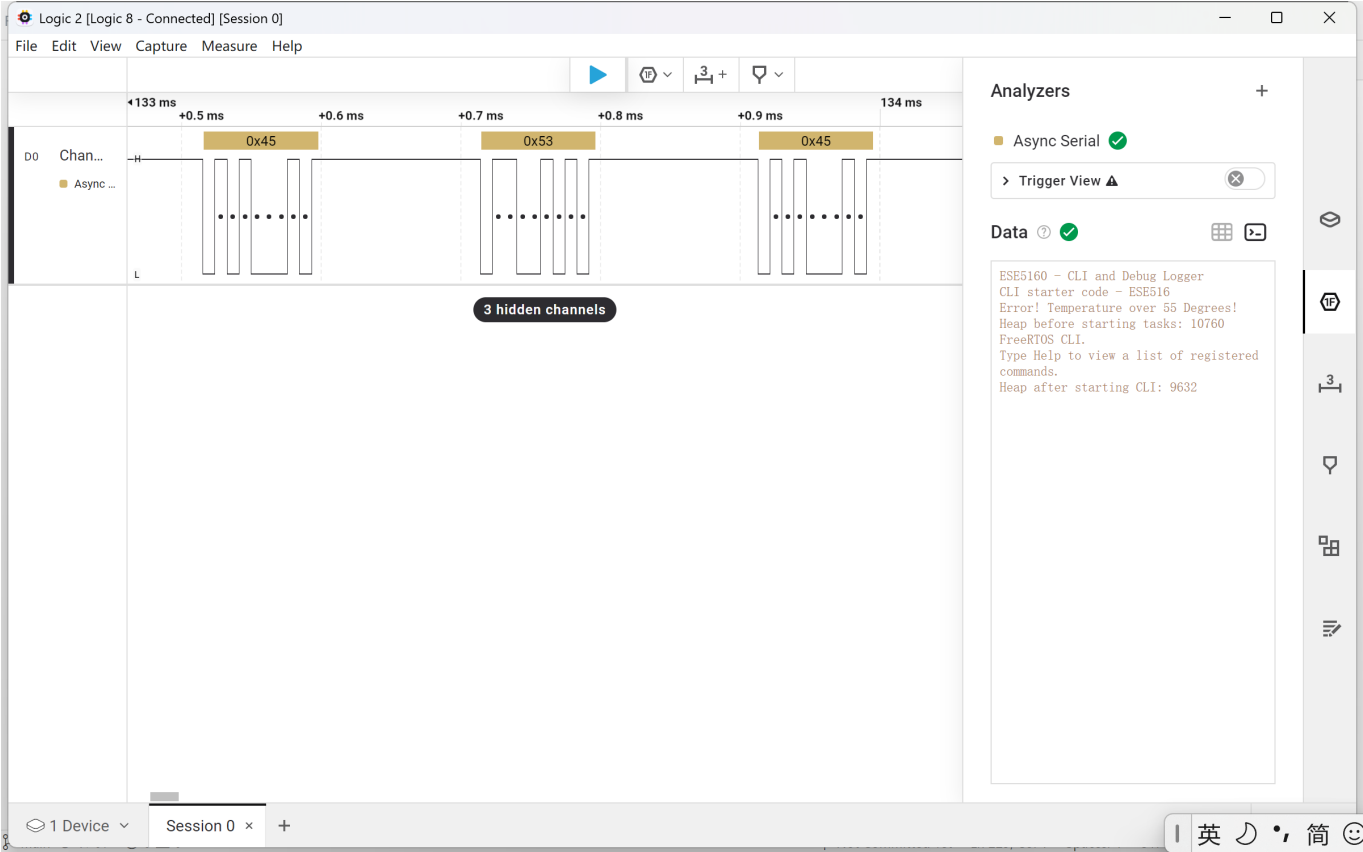 Logic 2 [Logic 8 - Connected] [Session 0]
File Edit View Capture Measure Help
133 ms
134 ms
+0.5 ms +0.6 ms +0.7 ms +0.8 ms +0.9 ms
D0 Chan...
Async ...
H
L
0x45 0x53 0x45
3 hidden channels
Analyzers
Async Serial
Trigger View
Data
ESE5160 - CLI and Debug Logger
CLI starter code - ESE516
Error! Temperature over 55 Degrees!
Heap before starting tasks: 10760
FreeRTOS CLI.
Type Help to view a list of registered
commands.
Heap after starting CLI: 9632
1F
3
1F
3
1 Device
Session 0
英 简